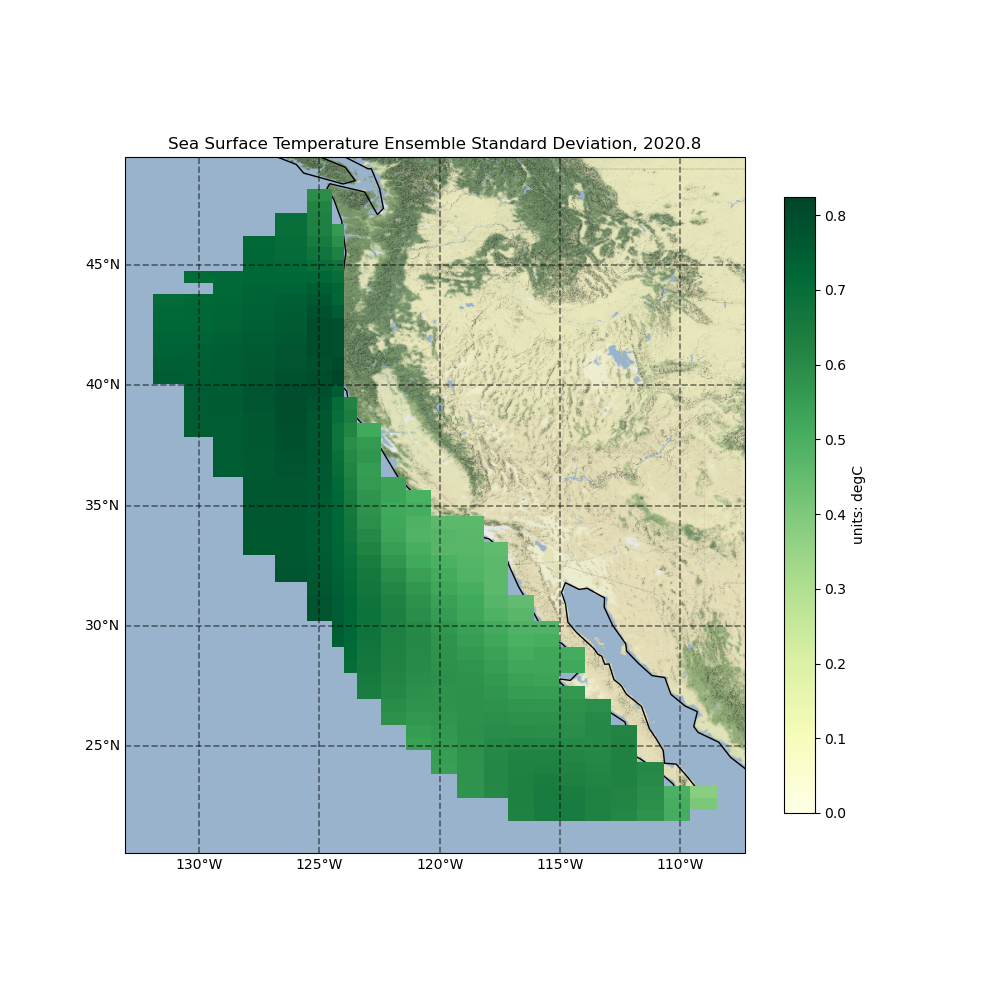 Sea Surface Temperature Ensemble Standard Deviation, 2020.8
45°N
40°N
35°N
30°N
25°N
130°W
125°W
120°W
115°W
110°W
0.8
0.7
0.6
0.5
0.4
0.3
0.2
0.1
0.0
units: degC